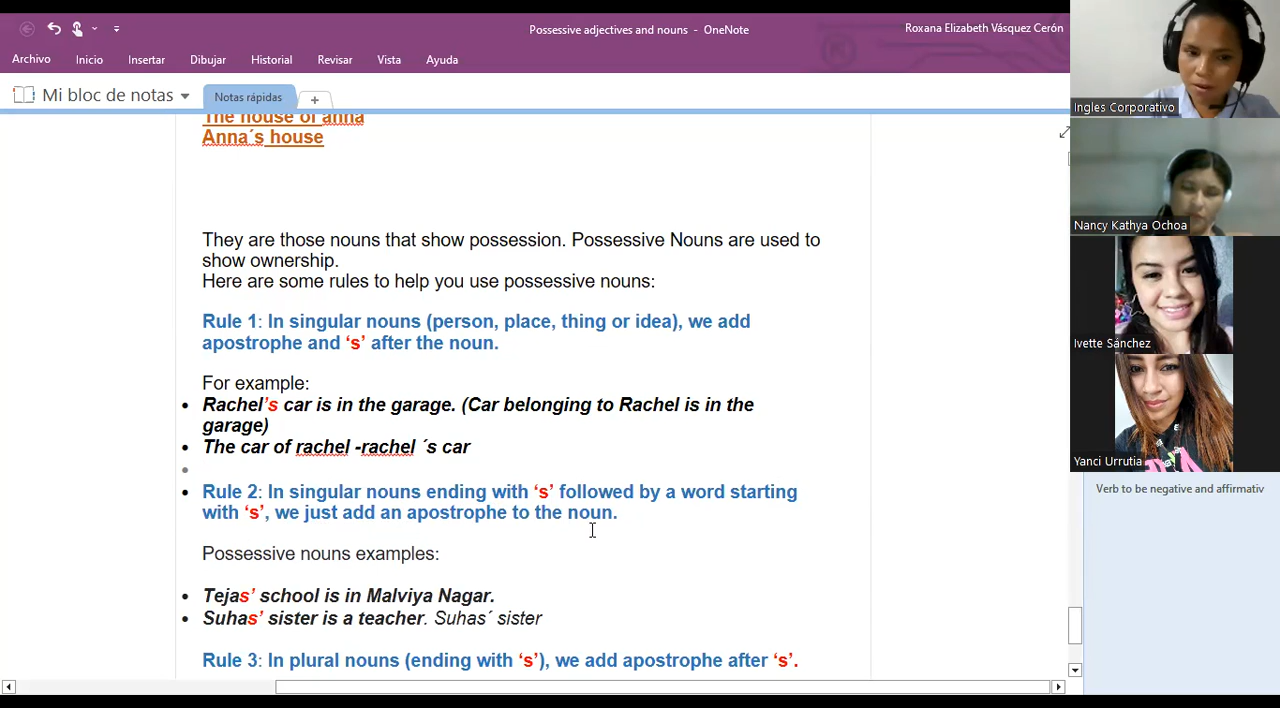 Possessive adjectives and nouns - OneNote
Roxana Elizabeth Vásquez Cerón
Archivo Inicio Insertar Dibujar Historial Revisar Vista Ayuda
Mi bloc de notas
Notas rápidas
The house of anna
Anna´s house
They are those nouns that show possession. Possessive Nouns are used to
show ownership.
Here are some rules to help you use possessive nouns:
Rule 1: In singular nouns (person, place, thing or idea), we add
apostrophe and ‘s’ after the noun.
For example:
Rachel’s car is in the garage. (Car belonging to Rachel is in the
garage)
The car of rachel -rachel ´s car
Rule 2: In singular nouns ending with ‘s’ followed by a word starting
with ‘s’, we just add an apostrophe to the noun.
Possessive nouns examples:
Tejas’ school is in Malviya Nagar.
Suhas’ sister is a teacher. Suhas´ sister
Rule 3: In plural nouns (ending with ‘s’), we add apostrophe after ‘s’.
Ingles Corporativo
Nancy Kathya Ochoa
Ivette Sánchez
Yanci Urrutia
Verb to be negative and affirmativ